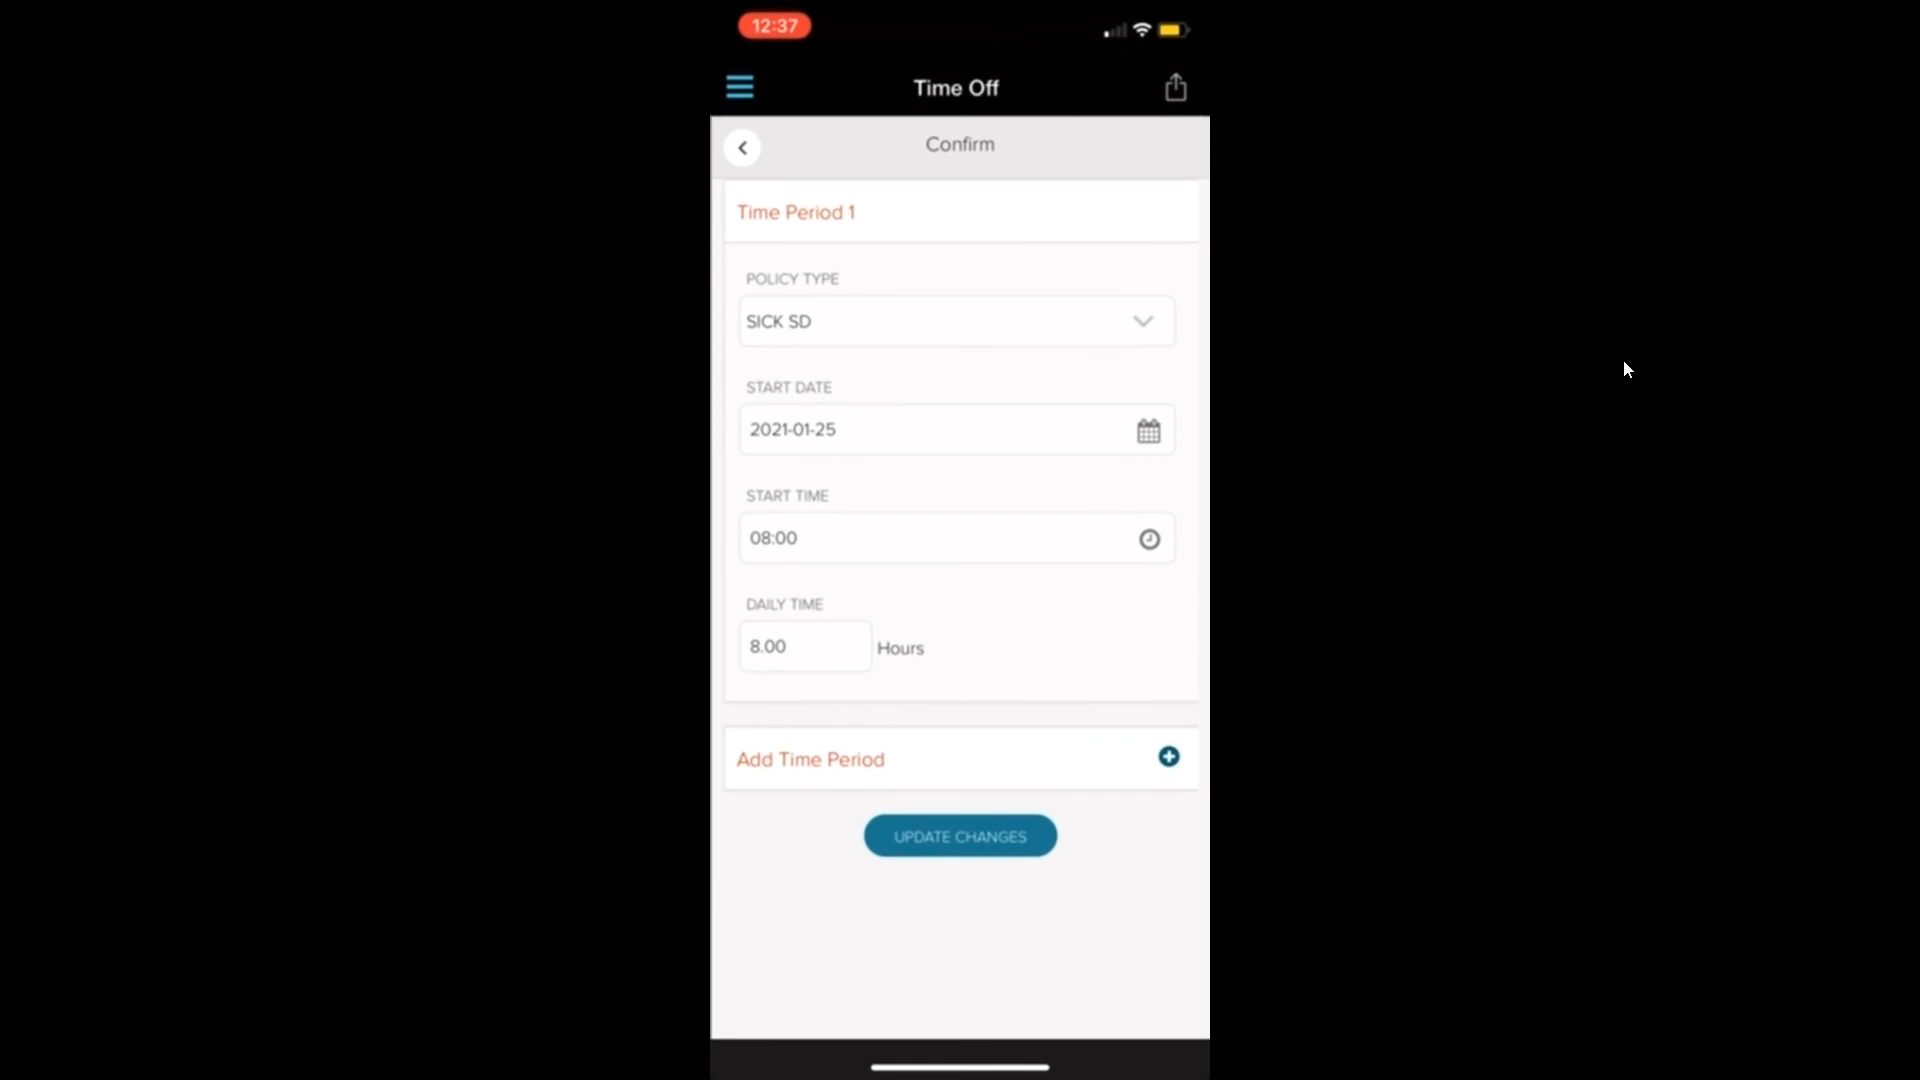 12:37
Time Off
Confirm
Time Period 1
POLICY TYPE
SICK SD
START DATE
2021-01-25
START TIME
08:00
DAILY TIME
8.00 Hours
Add Time Period
UPDATE CHANGES